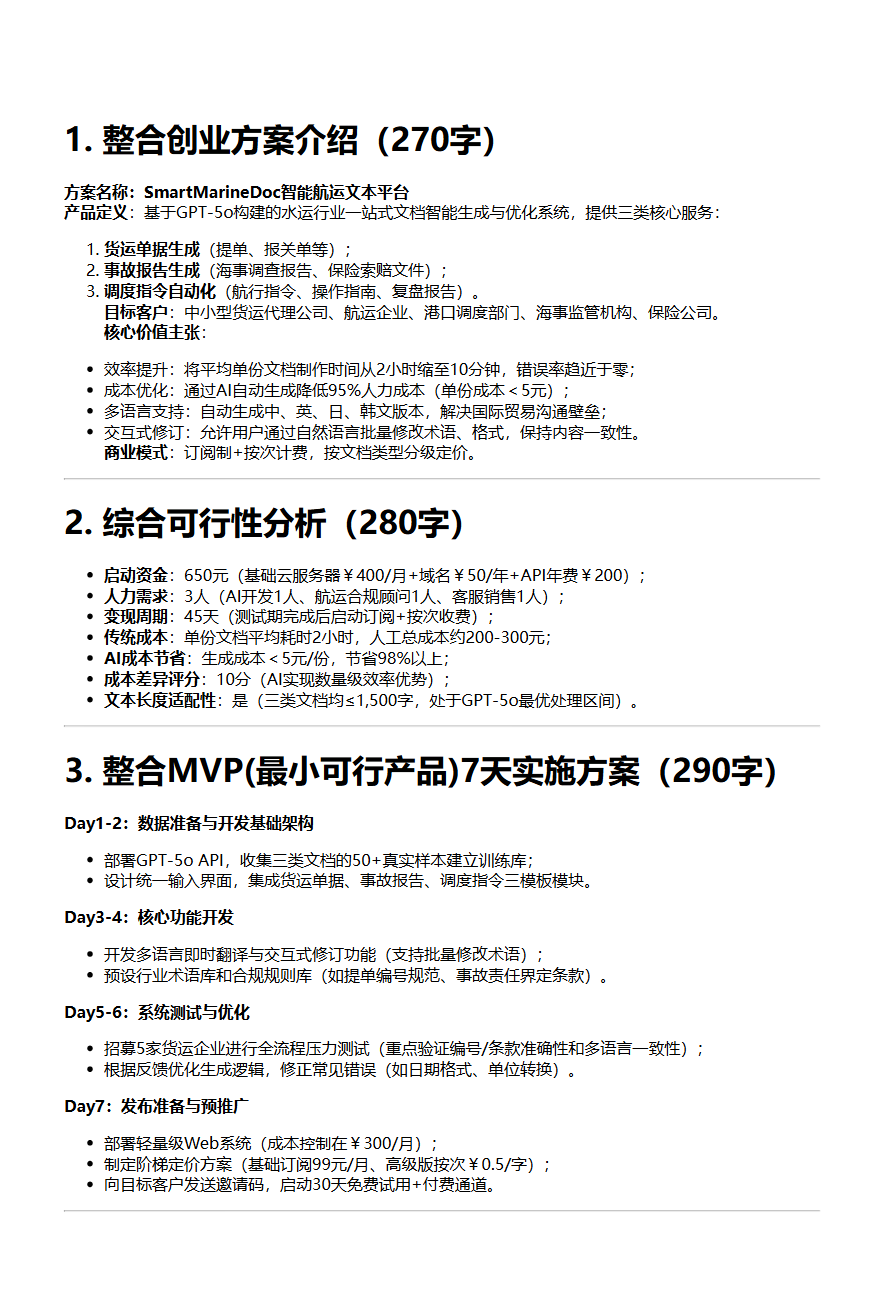 1. 整合创业方案介绍（270字）
方案名称：SmartMarineDoc智能航运文本平台
产品定义：基于GPT-5o构建的水运行业一站式文档智能生成与优化系统，提供三类核心服务：
1. 货运单据生成（提单、报关单等）；
2. 事故报告生成（海事调查报告、保险索赔文件）；
3. 调度指令自动化（航行指令、操作指南、复盘报告）。
目标客户：中小型货运代理公司、航运企业、港口调度部门、海事监管机构、保险公司。
核心价值主张：
• 效率提升：将平均单份文档制作时间从2小时缩至10分钟，错误率趋近于零；
• 成本优化：通过AI自动生成降低95%人力成本（单份成本＜5元）；
• 多语言支持：自动生成中、英、日、韩文版本，解决国际贸易沟通壁垒；
• 交互式修订：允许用户通过自然语言批量修改术语、格式，保持内容一致性。
商业模式：订阅制+按次计费，按文档类型分级定价。
2. 综合可行性分析（280字）
• 启动资金：650元（基础云服务器￥400/月+域名￥50/年+API年费￥200）；
• 人力需求：3人（AI开发1人、航运合规顾问1人、客服销售1人）；
• 变现周期：45天（测试期完成后启动订阅+按次收费）；
• 传统成本：单份文档平均耗时2小时，人工总成本约200-300元；
• AI成本节省：生成成本＜5元/份，节省98%以上；
• 成本差异评分：10分（AI实现数量级效率优势）；
• 文本长度适配性：是（三类文档均≤1,500字，处于GPT-5o最优处理区间）。
3. 整合MVP(最小可行产品)7天实施方案（290字）
Day1-2：数据准备与开发基础架构
• 部署GPT-5o API，收集三类文档的50+真实样本建立训练库；
• 设计统一输入界面，集成货运单据、事故报告、调度指令三模板模块。
Day3-4：核心功能开发
• 开发多语言即时翻译与交互式修订功能（支持批量修改术语）；
• 预设行业术语库和合规规则库（如提单编号规范、事故责任界定条款）。
Day5-6：系统测试与优化
• 招募5家货运企业进行全流程压力测试（重点验证编号/条款准确性和多语言一致性）；
• 根据反馈优化生成逻辑，修正常见错误（如日期格式、单位转换）。
Day7：发布准备与预推广
• 部署轻量级Web系统（成本控制在￥300/月）；
• 制定阶梯定价方案（基础订阅99元/月、高级版按次￥0.5/字）；
• 向目标客户发送邀请码，启动30天免费试用+付费通道。